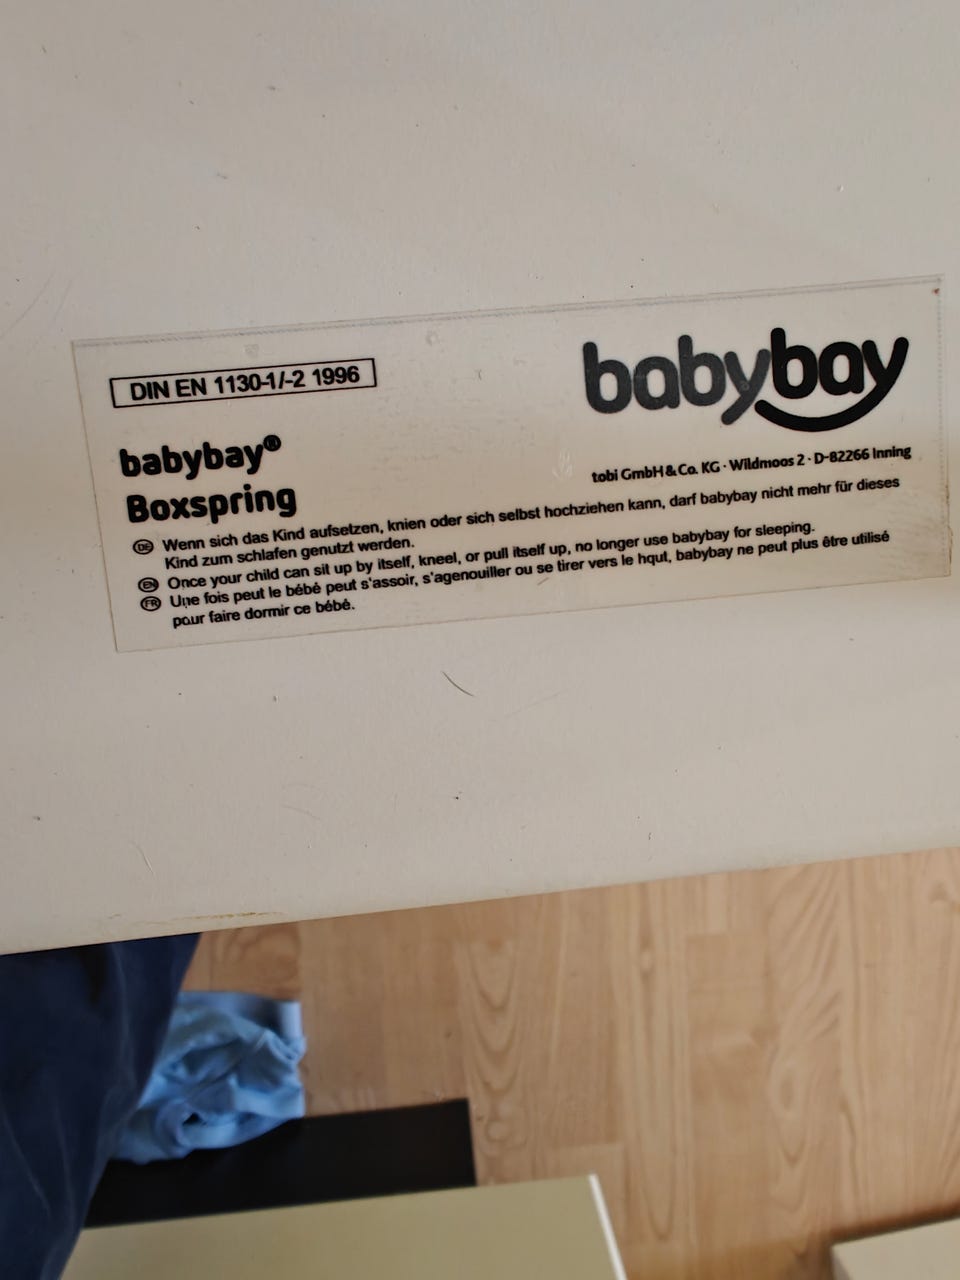 DIN EN 1130-1/-2 1996
babybay
babybay®
Boxspring
tobi GmbH & Co. KG · Wildmoos 2 · D-82266 Inning
DE Wenn sich das Kind aufsetzen, knien oder sich selbst hochziehen kann, darf babybay nicht mehr für dieses
Kind zum schlafen genutzt werden.
EN Once your child can sit up by itself, kneel, or pull itself up, no longer use babybay for sleeping.
FR Une fois peut le bébé peut s'assoir, s'agenouiller ou se tirer vers le hqut, babybay ne peut plus être utilisé
pour faire dormir ce bébé.